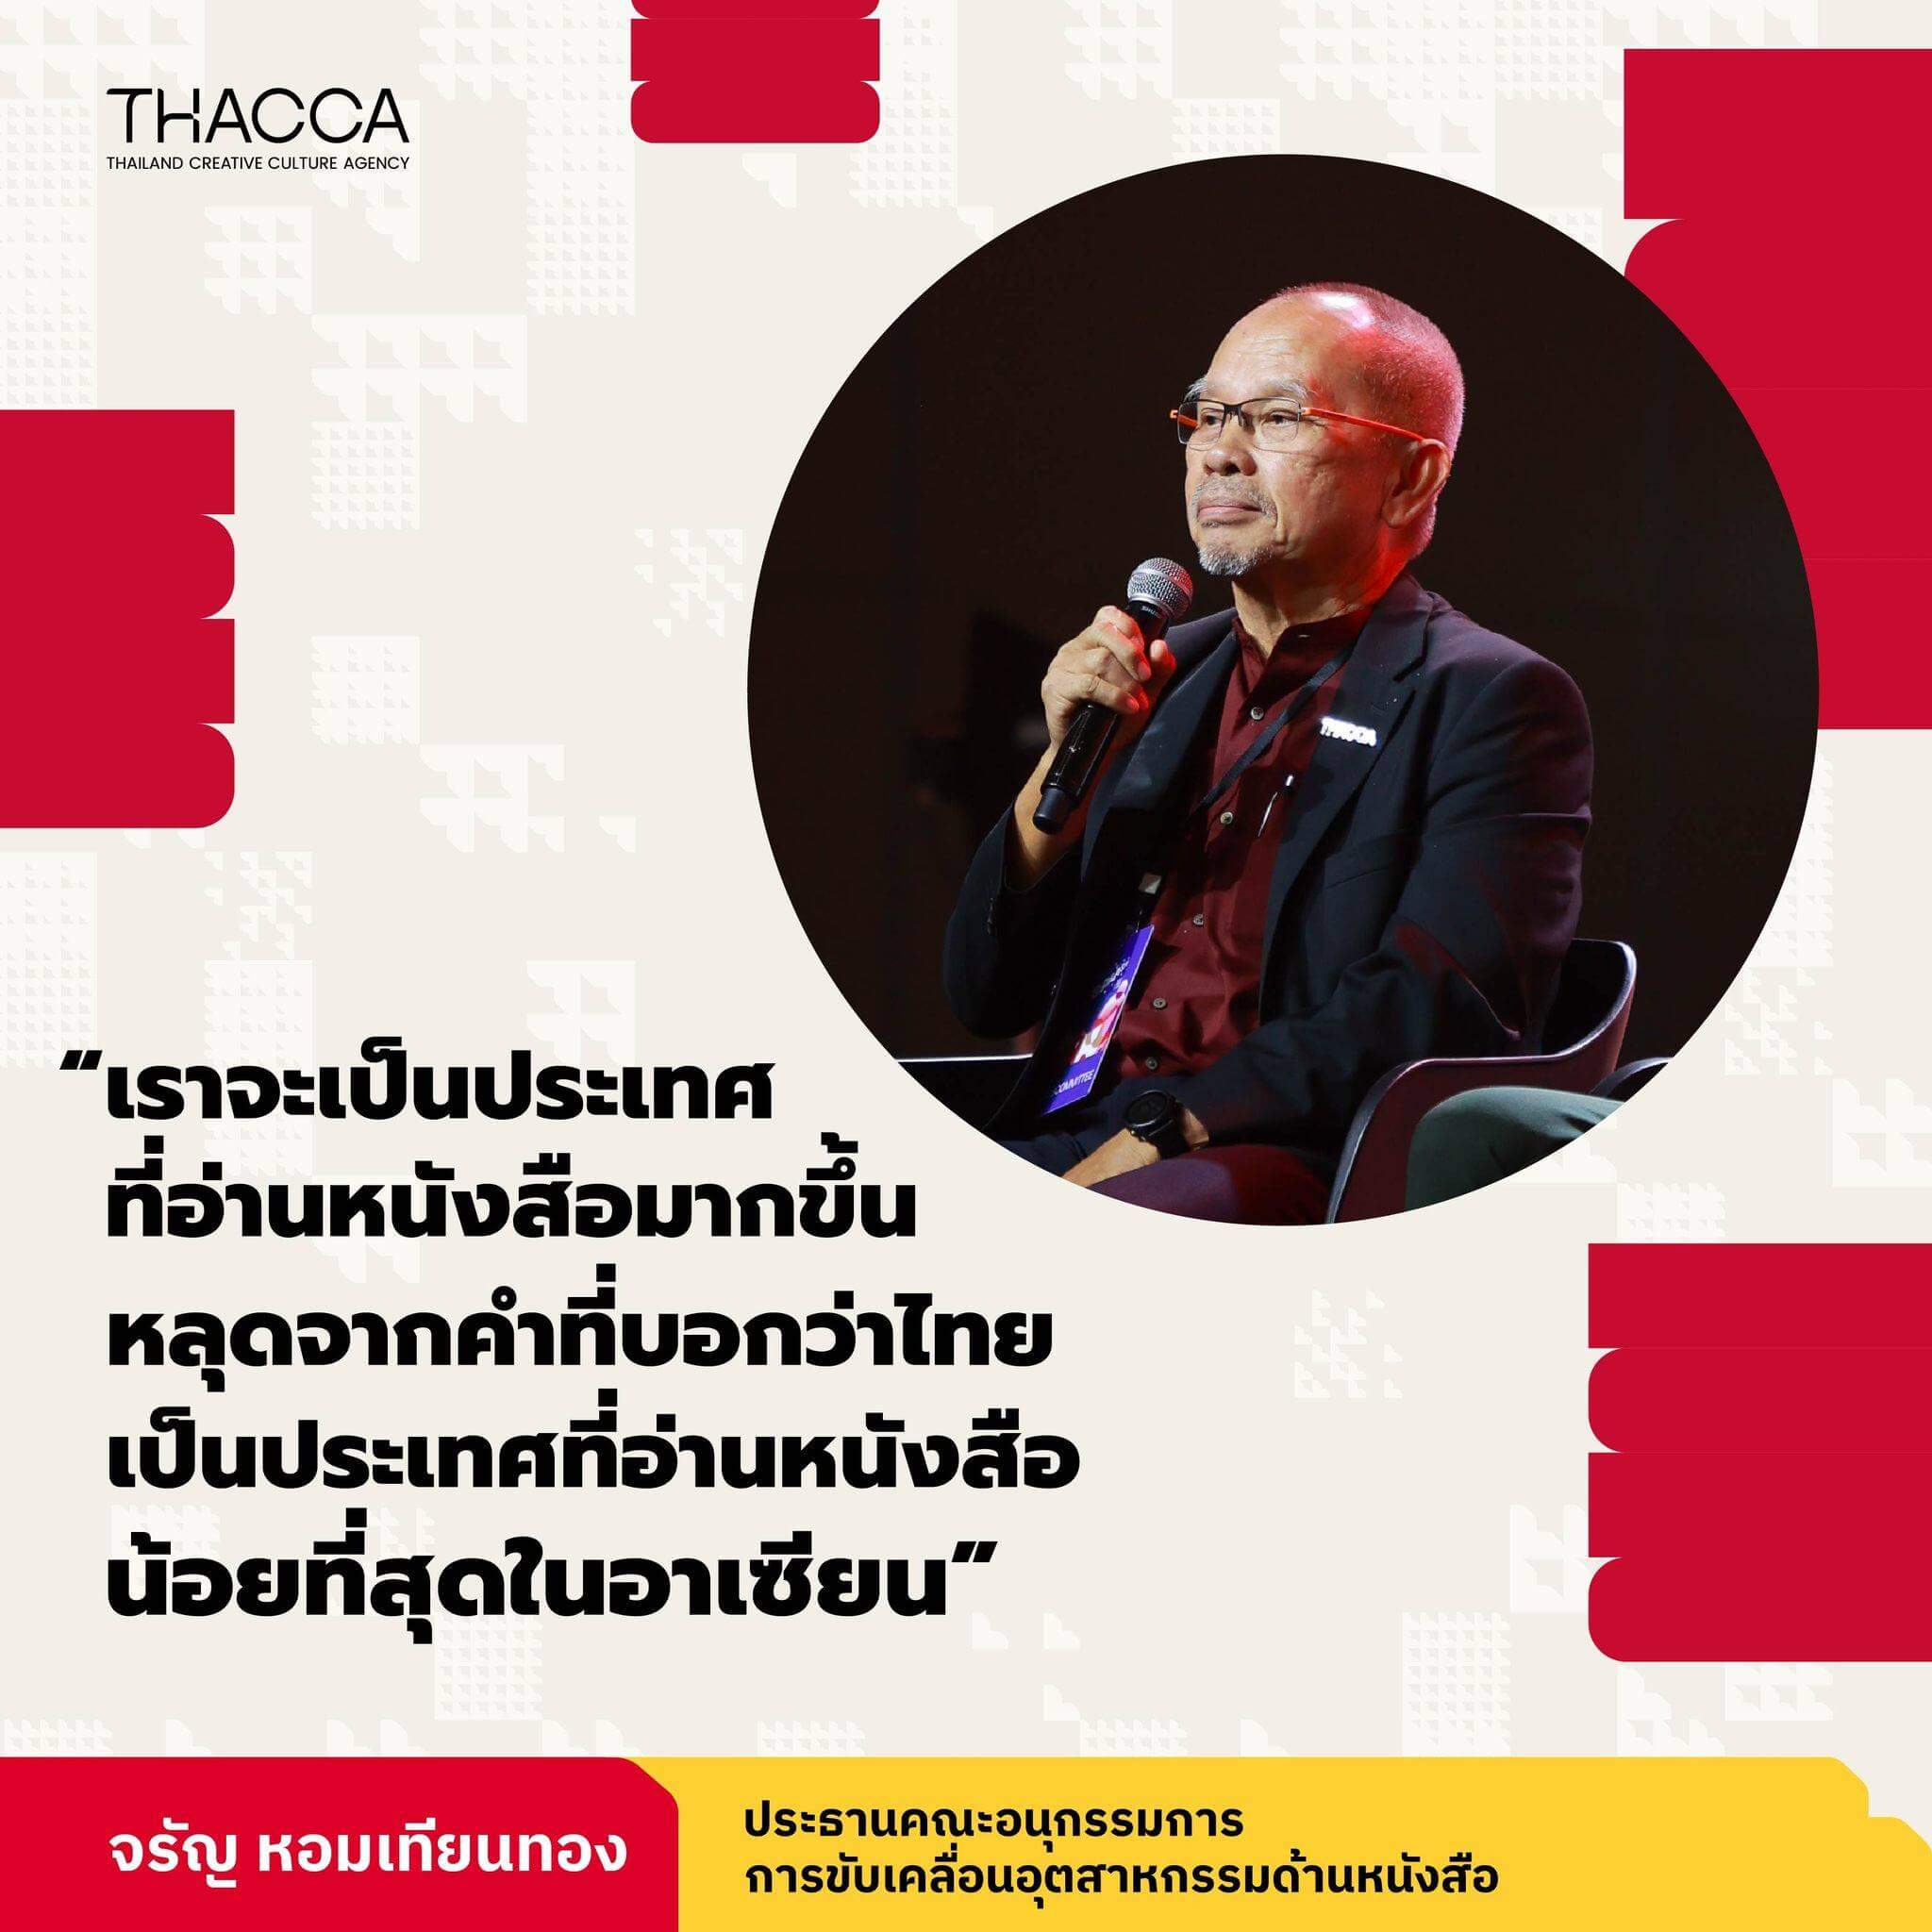 THACCA
THAILAND CREATIVE CULTURE AGENCY
THACCA
COMMITTEE
“เราจะเป็นประเทศ
ที่อ่านหนังสือมากขึ้น
หลุดจากคำที่บอกว่าไทย
เป็นประเทศที่อ่านหนังสือ
น้อยที่สุดในอาเซียน”
จรัญ หอมเทียนทอง
ประธานคณะอนุกรรมการ
การขับเคลื่อนอุตสาหกรรมด้านหนังสือ